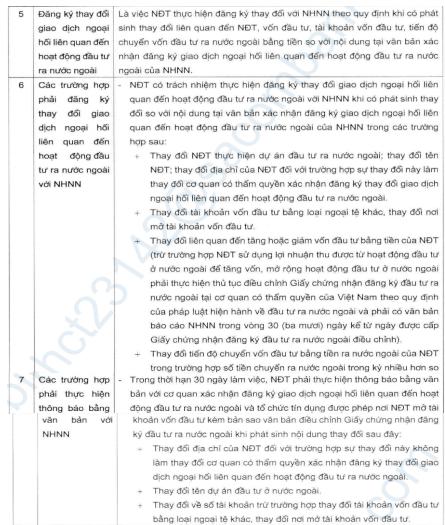 5 Đăng ký thay đổi Là việc NĐT thực hiện đăng ký thay đổi với NHNN theo quy định khi có phát
giao dịch ngoại sinh thay đổi liên quan đến NĐT, vốn đầu tư, tài khoản vốn đầu tư, tiến độ
hối liên quan đến chuyển vốn đầu tư ra nước ngoài bằng tiền so với nội dung tại văn bản xác
hoạt động đầu tư nhận đăng ký giao dịch ngoại hối liên quan đến hoạt động đầu tư ra nước
ra nước ngoài ngoài của NHNN.
6 Các trường hợp - NĐT có trách nhiệm thực hiện đăng ký thay đổi giao dịch ngoại hối liên
phải đăng ký quan đến hoạt động đầu tư ra nước ngoài với NHNN khi có phát sinh thay
thay đổi giao đổi so với nội dung tại văn bản xác nhận đăng ký giao dịch ngoại hối liên
dịch ngoại hối quan đến hoạt động đầu tư ra nước ngoài của NHNN trong các trường
liên quan đến hợp sau:
hoạt động đầu + Thay đổi NĐT thực hiện dự án đầu tư ra nước ngoài; thay đổi tên
tư ra nước ngoài NĐT; thay đổi địa chỉ của NĐT đối với trường hợp sự thay đổi này làm
với NHNN thay đổi cơ quan có thẩm quyền xác nhận đăng ký thay đổi giao dịch
ngoại hối liên quan đến hoạt động đầu tư ra nước ngoài.
+ Thay đổi tài khoản vốn đầu tư bằng loại ngoại tệ khác, thay đổi nơi
mở tài khoản vốn đầu tư.
+ Thay đổi liên quan đến tăng hoặc giảm vốn đầu tư bằng tiền của NĐT
(trừ trường hợp NĐT sử dụng lợi nhuận thu được từ hoạt động đầu tư
ở nước ngoài để tăng vốn, mở rộng hoạt động đầu tư ở nước ngoài
phải thực hiện thủ tục điều chỉnh Giấy chứng nhận đăng ký đầu tư ra
nước ngoài tại cơ quan có thẩm quyền của Việt Nam theo quy định
của pháp luật hiện hành về đầu tư ra nước ngoài và phải có văn bản
báo cáo NHNN trong vòng 30 (ba mươi) ngày kể từ ngày được cấp
Giấy chứng nhận đăng ký đầu tư ra nước ngoài điều chỉnh).
+ Thay đổi tiến độ chuyển vốn đầu tư bằng tiền ra nước ngoài của NĐT
trong trường hợp số tiền chuyển ra nước ngoài trong kỳ nhiều hơn so
7 Các trường hợp - Trong thời hạn 30 ngày làm việc, NĐT phải thực hiện thông báo bằng văn
phải thực hiện bản với cơ quan xác nhận đăng ký giao dịch ngoại hối liên quan đến hoạt
thông báo bằng động đầu tư ra nước ngoài và tổ chức tín dụng được phép nơi NĐT mở tài
văn bản với khoản vốn đầu tư kèm bản sao văn bản điều chỉnh Giấy chứng nhận đăng
NHNN ký đầu tư ra nước ngoài khi phát sinh nội dung thay đổi sau đây:
+ Thay đổi địa chỉ của NĐT đối với trường hợp sự thay đổi này không
làm thay đổi cơ quan có thẩm quyền xác nhận đăng ký thay đổi giao
dịch ngoại hối liên quan đến hoạt động đầu tư ra nước ngoài.
+ Thay đổi tên dự án đầu tư ở nước ngoài.
+ Thay đổi về số tài khoản trừ trường hợp thay đổi tài khoản vốn đầu tư
bằng loại ngoại tệ khác, thay đổi nơi mở tài khoản vốn đầu tư.